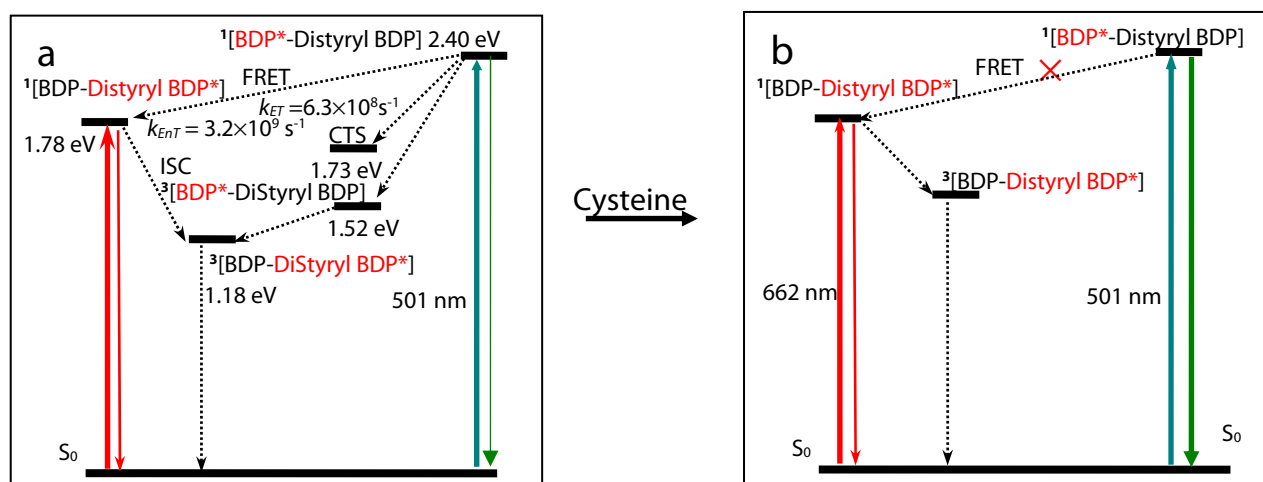 a
¹[BDP*-Distyryl BDP] 2.40 eV
FRET
¹[BDP-Distyryl BDP*]
k_ET =6.3×10⁸s⁻¹
k_EnT = 3.2×10⁹ s⁻¹
CTS
1.78 eV
1.73 eV
ISC
³[BDP*-DiStyryl BDP]
1.52 eV
³[BDP-DiStyryl BDP*]
1.18 eV
501 nm
S₀
Cysteine
b
¹[BDP*-Distyryl BDP]
FRET
¹[BDP-Distyryl BDP*]
³[BDP-Distyryl BDP*]
662 nm
501 nm
S₀
S₀